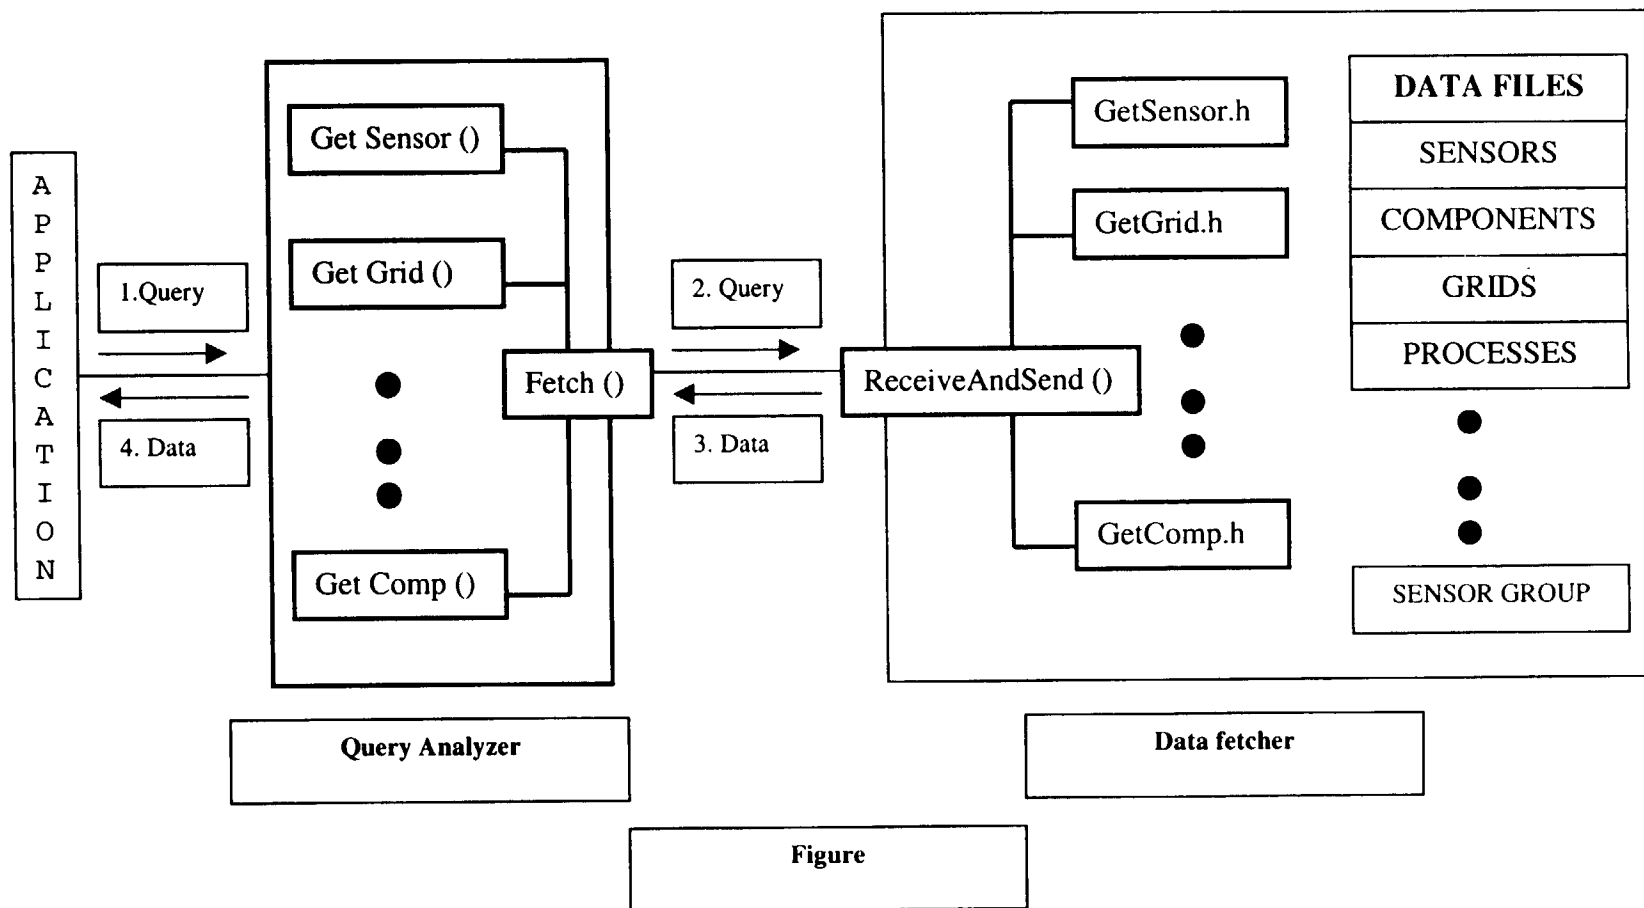 APPLICATION
1.Query
4. Data
Get Sensor ()
Get Grid ()
Fetch ()
Get Comp ()
Query Analyzer
2. Query
3. Data
ReceiveAndSend ()
GetSensor.h
GetGrid.h
GetComp.h
DATA FILES
SENSORS
COMPONENTS
GRIDS
PROCESSES
SENSOR GROUP
Data fetcher
Figure